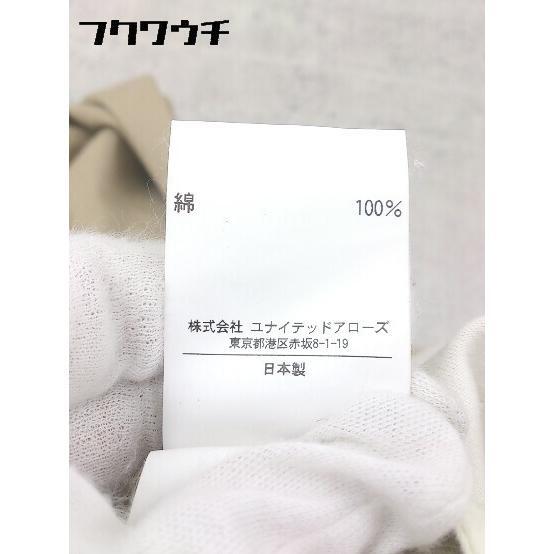 フクワウチ
綿 100%
株式会社 ユナイテッドアローズ
東京都港区赤坂8-1-19
日本製